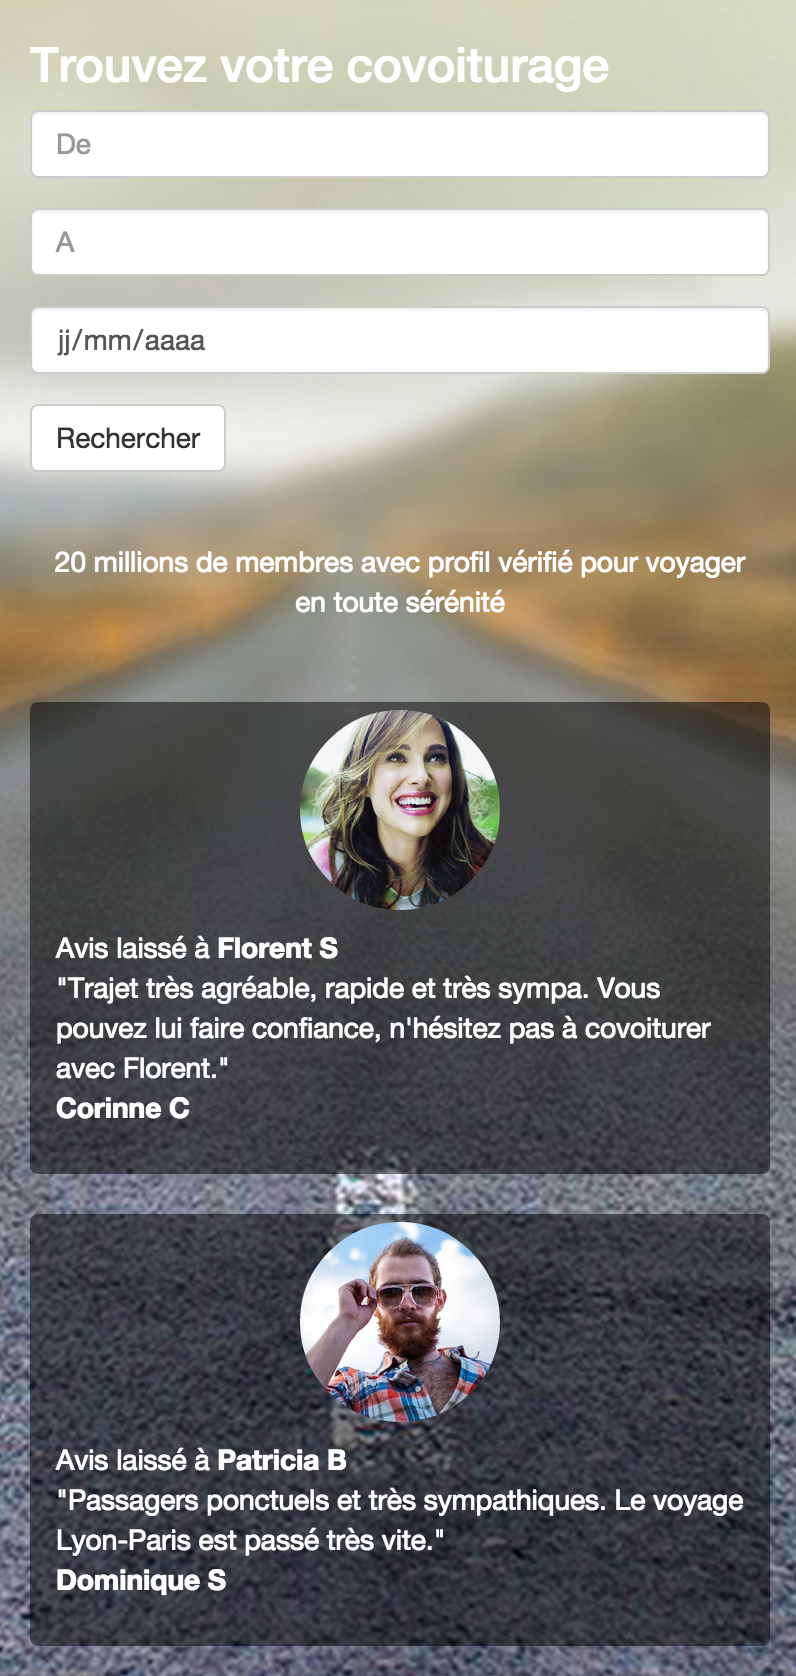 Trouvez votre covoiturage
De
A
jj/mm/aaaa
Rechercher
20 millions de membres avec profil vérifié pour voyager
en toute sérénité
Avis laissé à Florent S
"Trajet très agréable, rapide et très sympa. Vous
pouvez lui faire confiance, n'hésitez pas à covoiturer
avec Florent."
Corinne C
Avis laissé à Patricia B
"Passagers ponctuels et très sympathiques. Le voyage
Lyon-Paris est passé très vite."
Dominique S